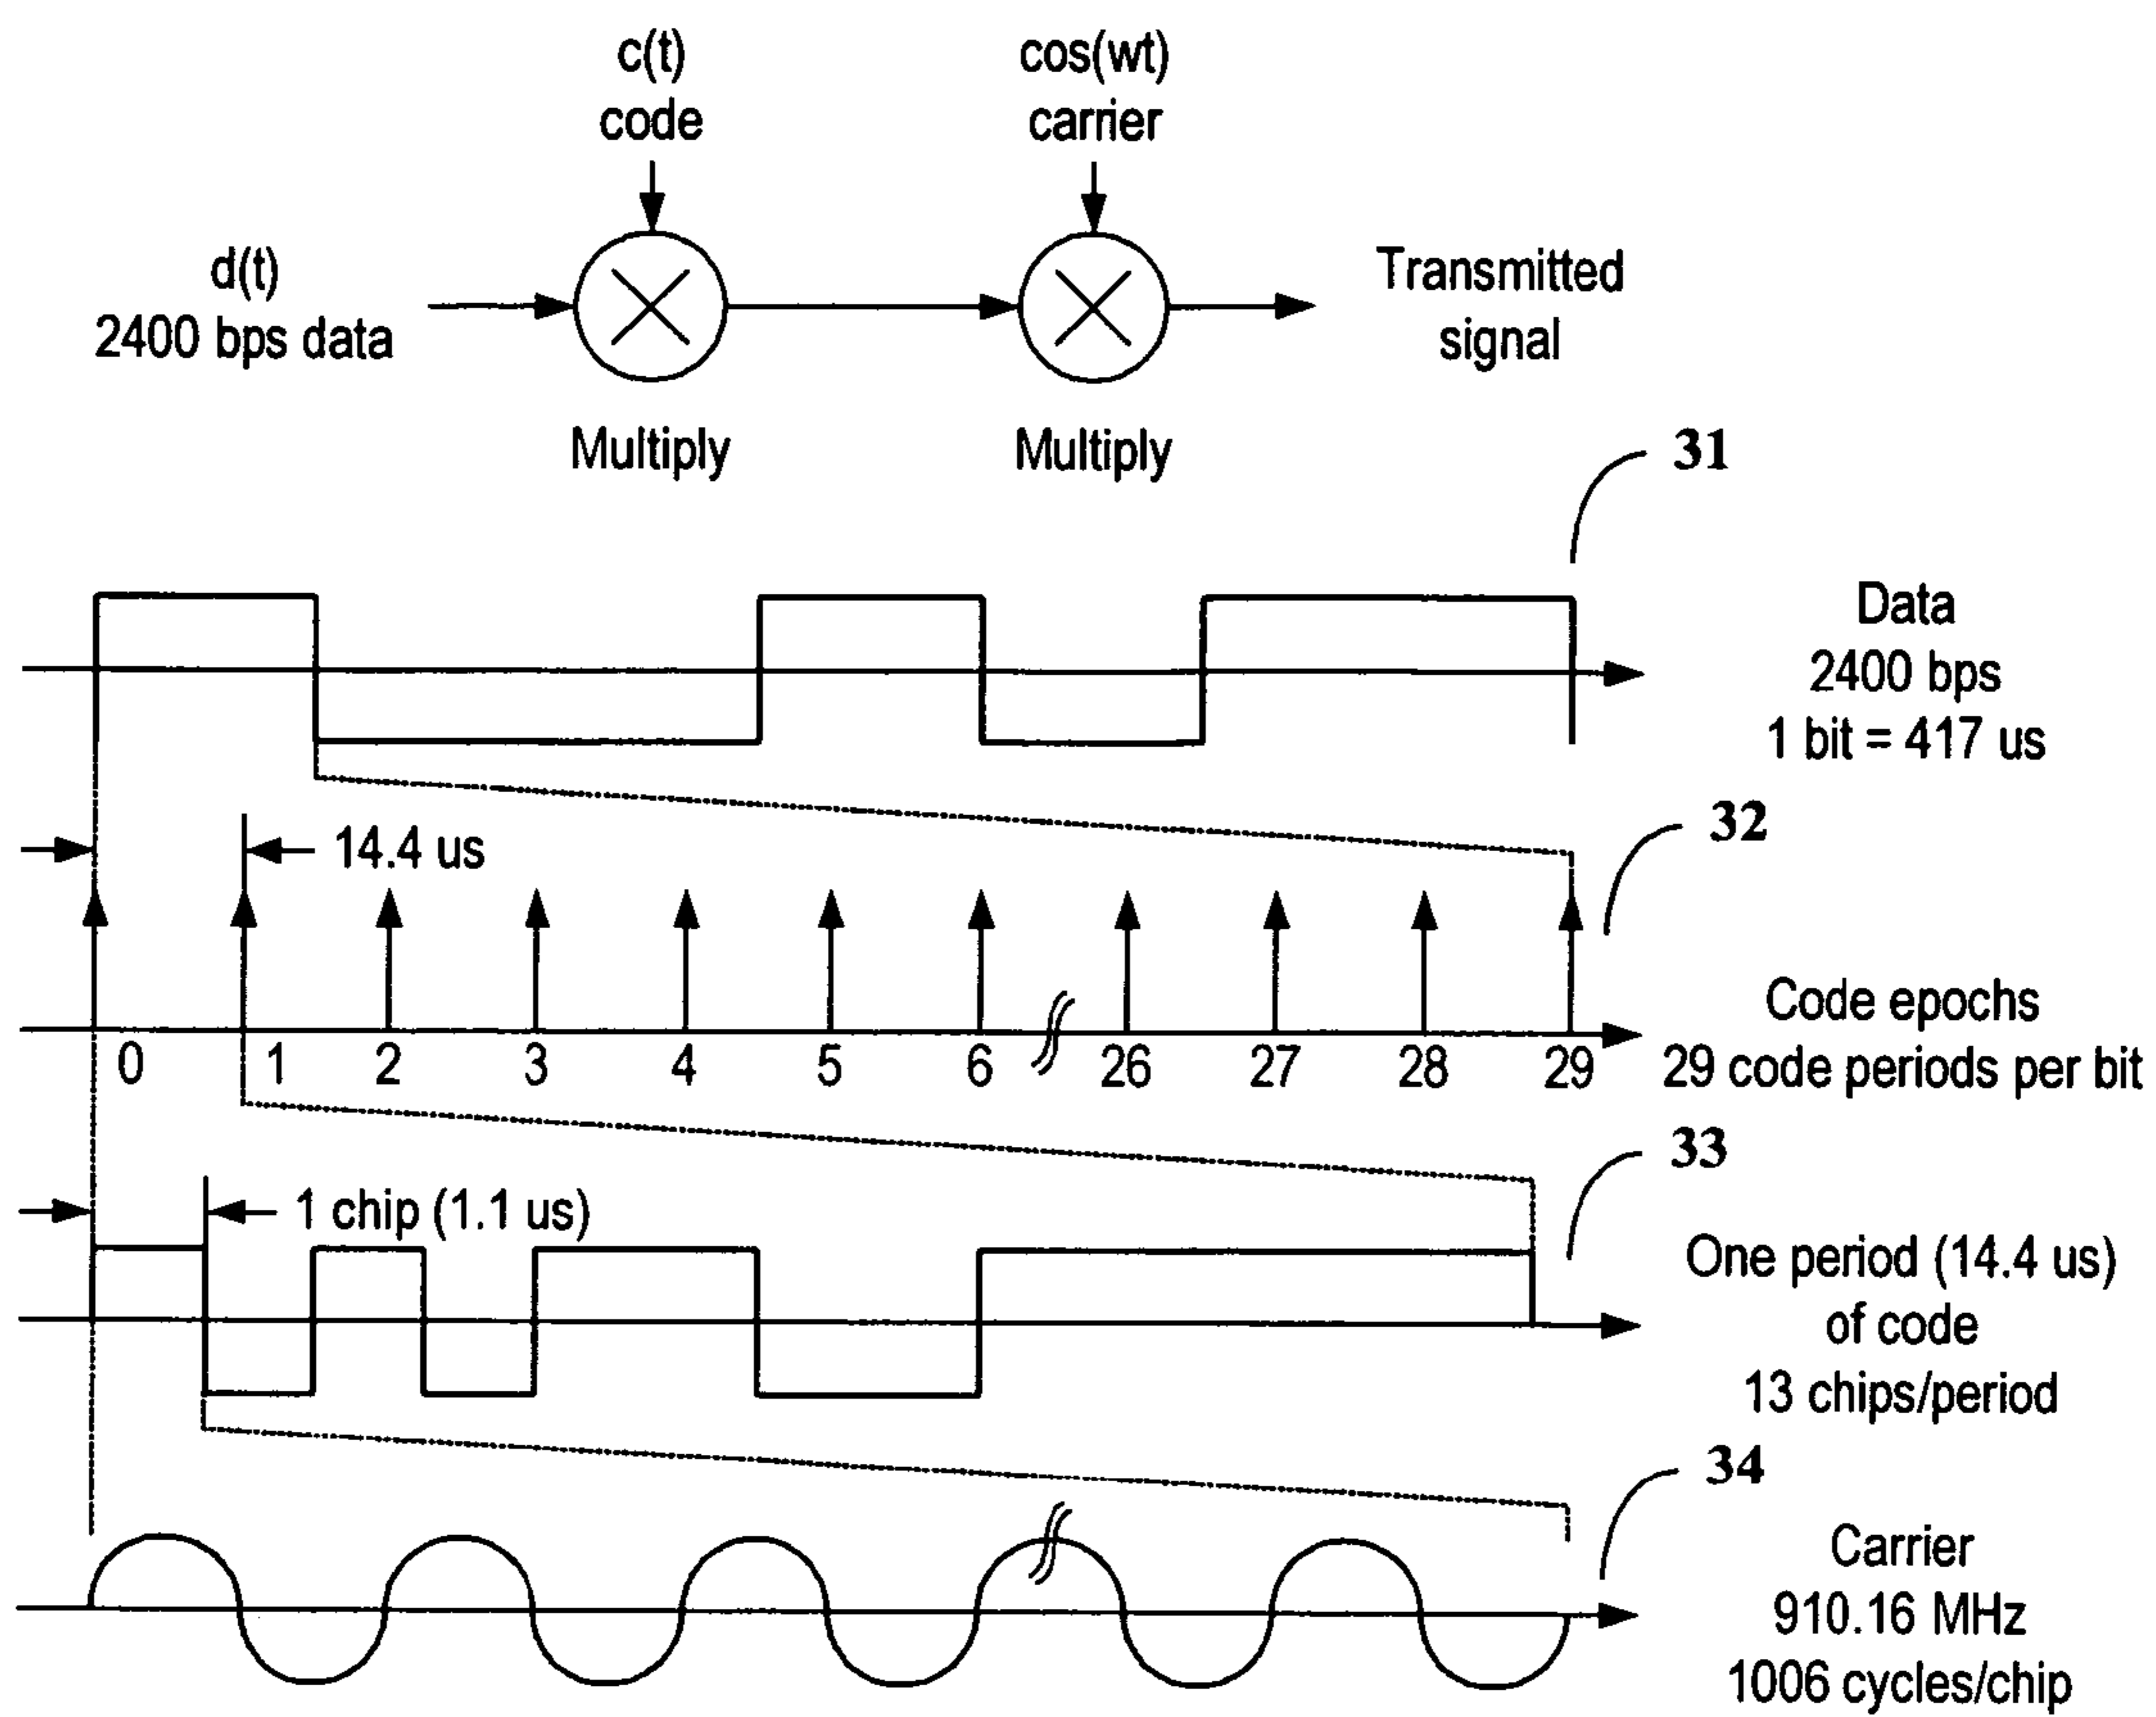 c(t)
code
cos(wt)
carrier
d(t)
2400 bps data
Transmitted
signal
Multiply
Multiply
31
Data
2400 bps
1 bit = 417 us
32
14.4 us
Code epochs
29 code periods per bit
0 1 2 3 4 5 6 26 27 28 29
33
1 chip (1.1 us)
One period (14.4 us)
of code
13 chips/period
34
Carrier
910.16 MHz
1006 cycles/chip